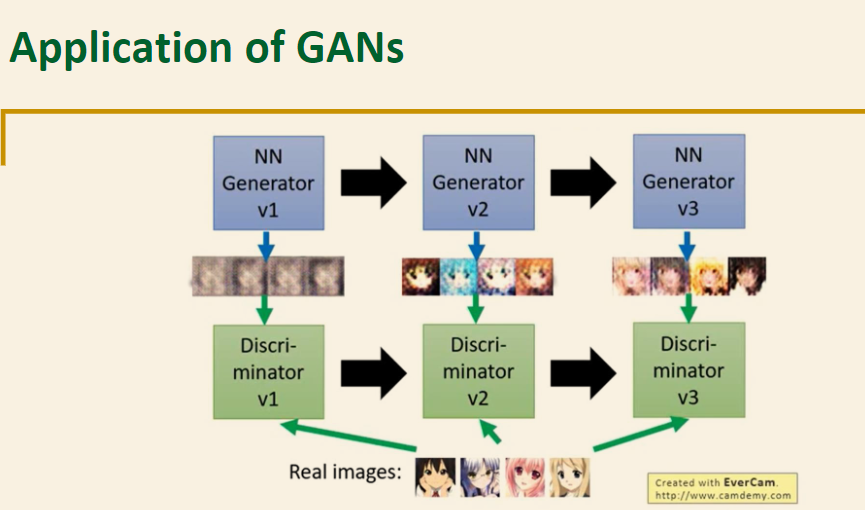 Application of GANs
NN
Generator
v1
NN
Generator
v2
NN
Generator
v3
Discri-
minator
v1
Discri-
minator
v2
Discri-
minator
v3
Real images:
Created with EverCam.
http://www.camdemy.com